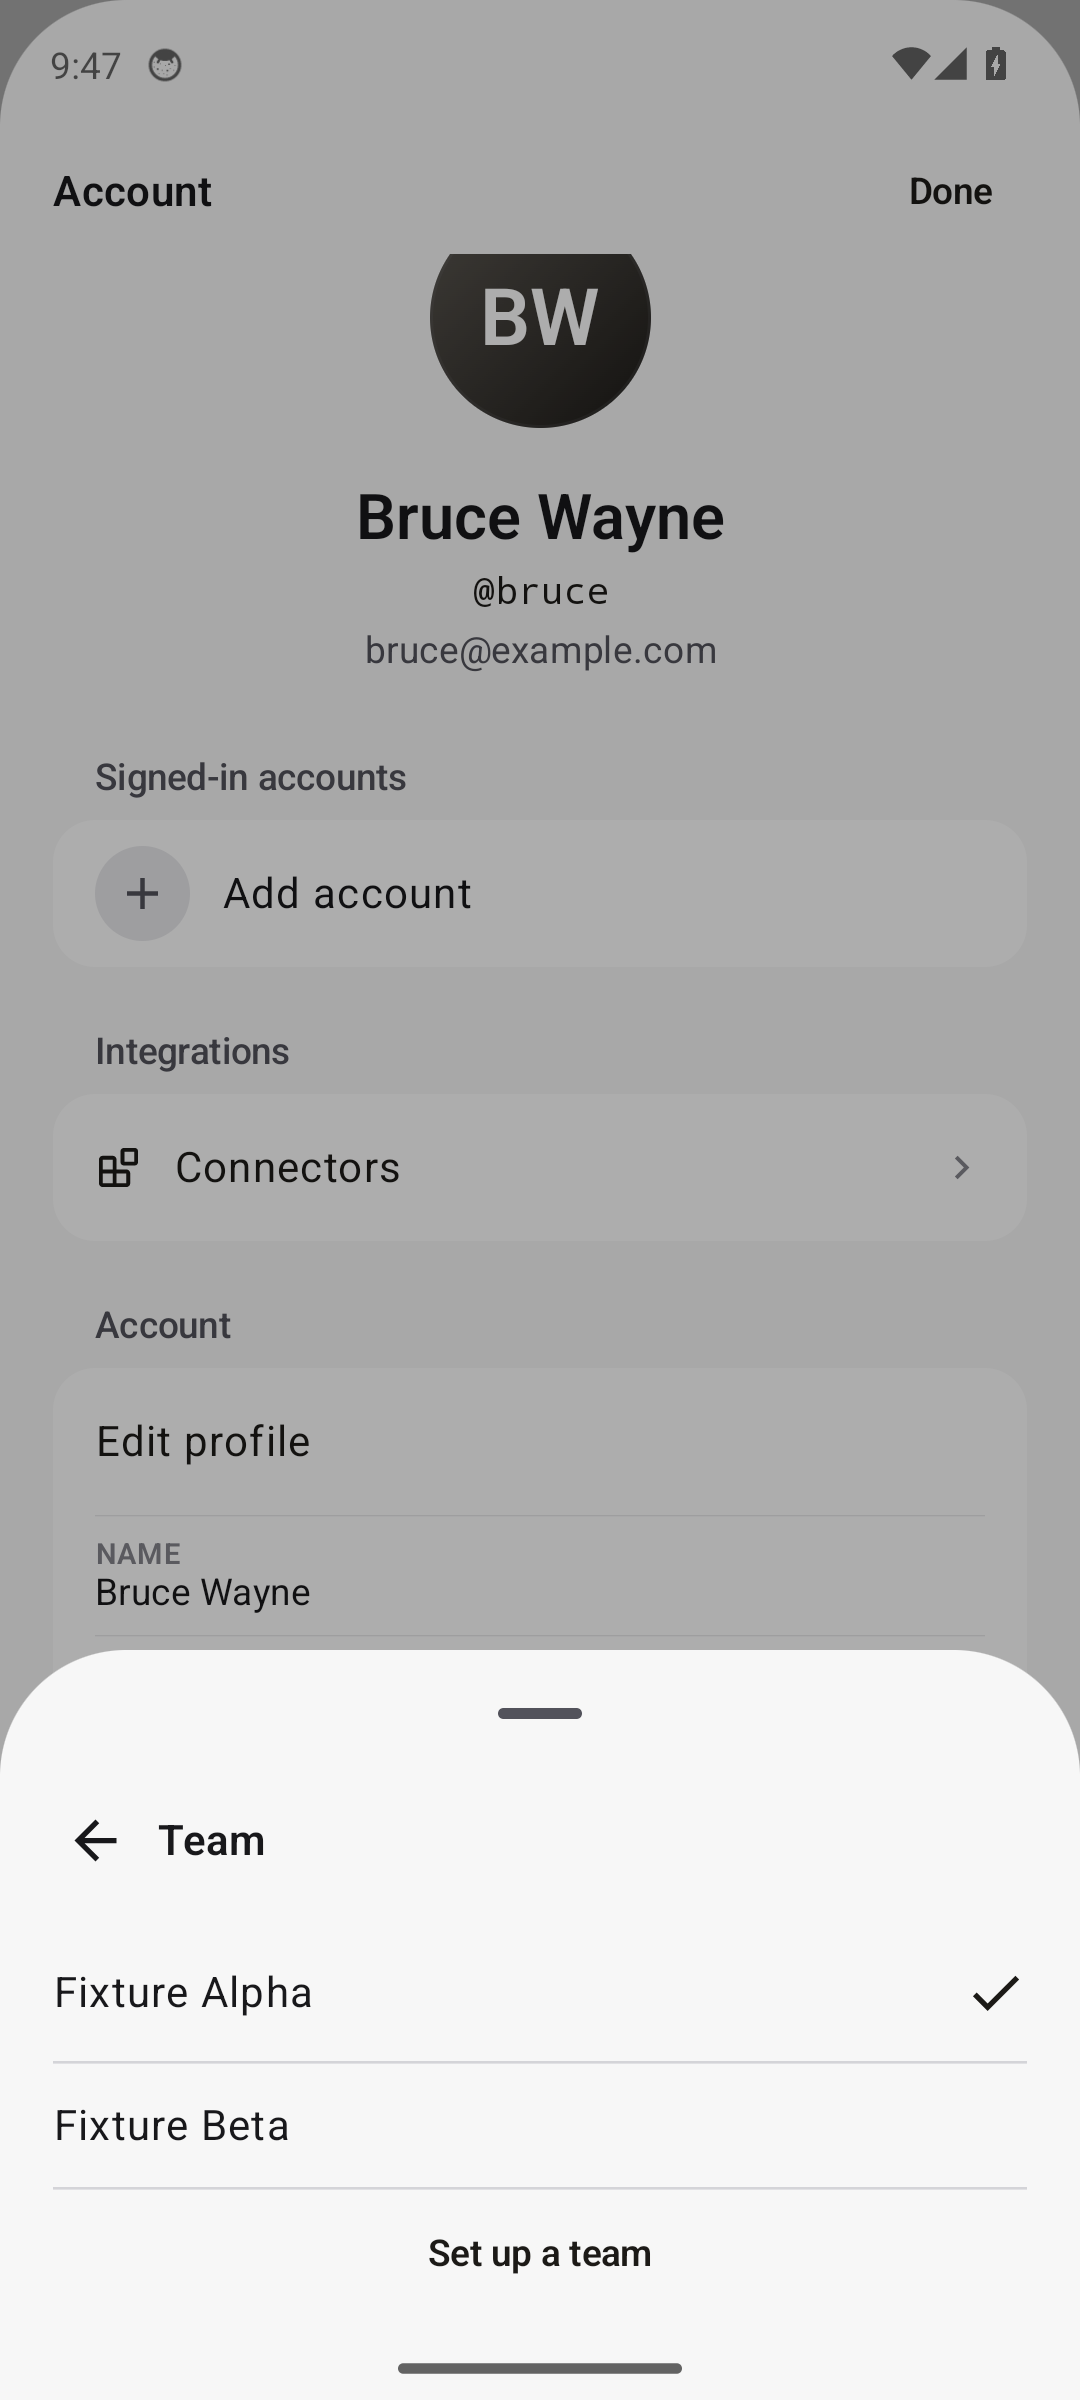 9:47
Account
Done
BW
Bruce Wayne
@bruce
bruce@example.com
Signed-in accounts
Add account
Integrations
Connectors
Account
Edit profile
NAME
Bruce Wayne
Team
Fixture Alpha
Fixture Beta
Set up a team